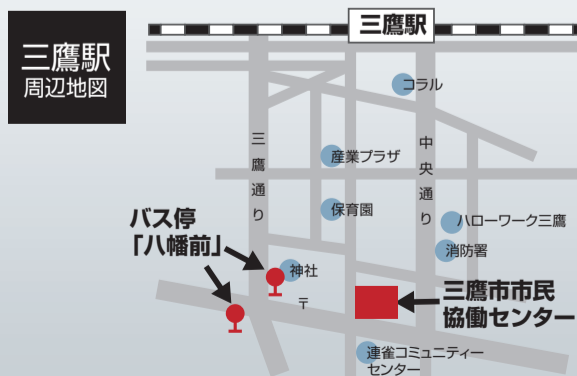 三鷹駅
三鷹駅
周辺地図
コラル
三鷹通り
中央通り
産業プラザ
保育園
ハローワーク三鷹
消防署
バス停
「八幡前」
神社
〒
三鷹市市民
協働センター
連雀コミュニティー
センター